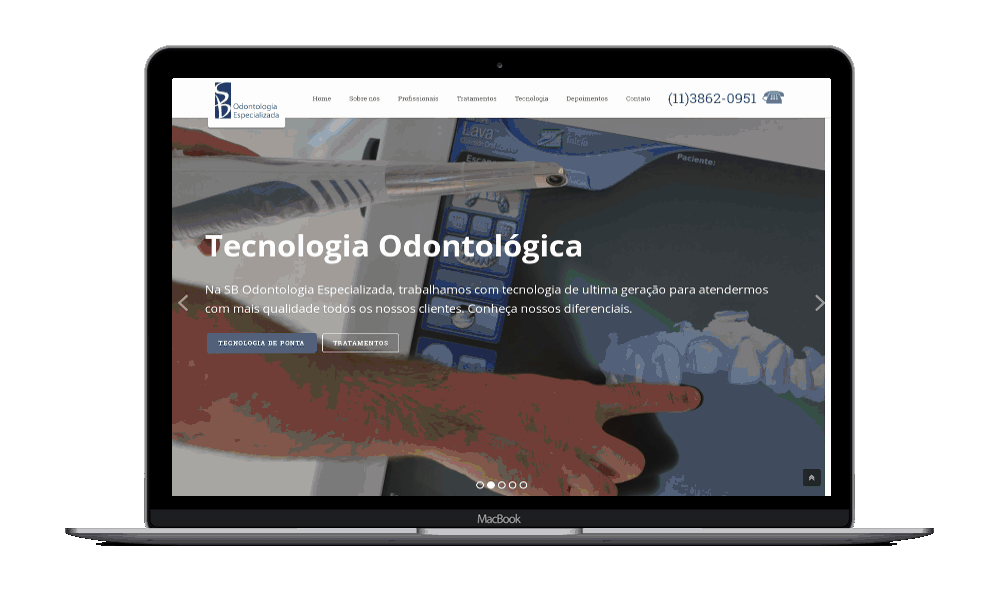 SB
Odontologia
Especializada
Home
Sobre nós
Profissionais
Tratamentos
Tecnologia
Depoimentos
Contato
(11)3862-0951
Lava
Início
Paciente:
Tecnologia Odontológica
Na SB Odontologia Especializada, trabalhamos com tecnologia de ultima geração para atendermos
com mais qualidade todos os nossos clientes. Conheça nossos diferenciais.
TECNOLOGIA DE PONTA
TRATAMENTOS
MacBook